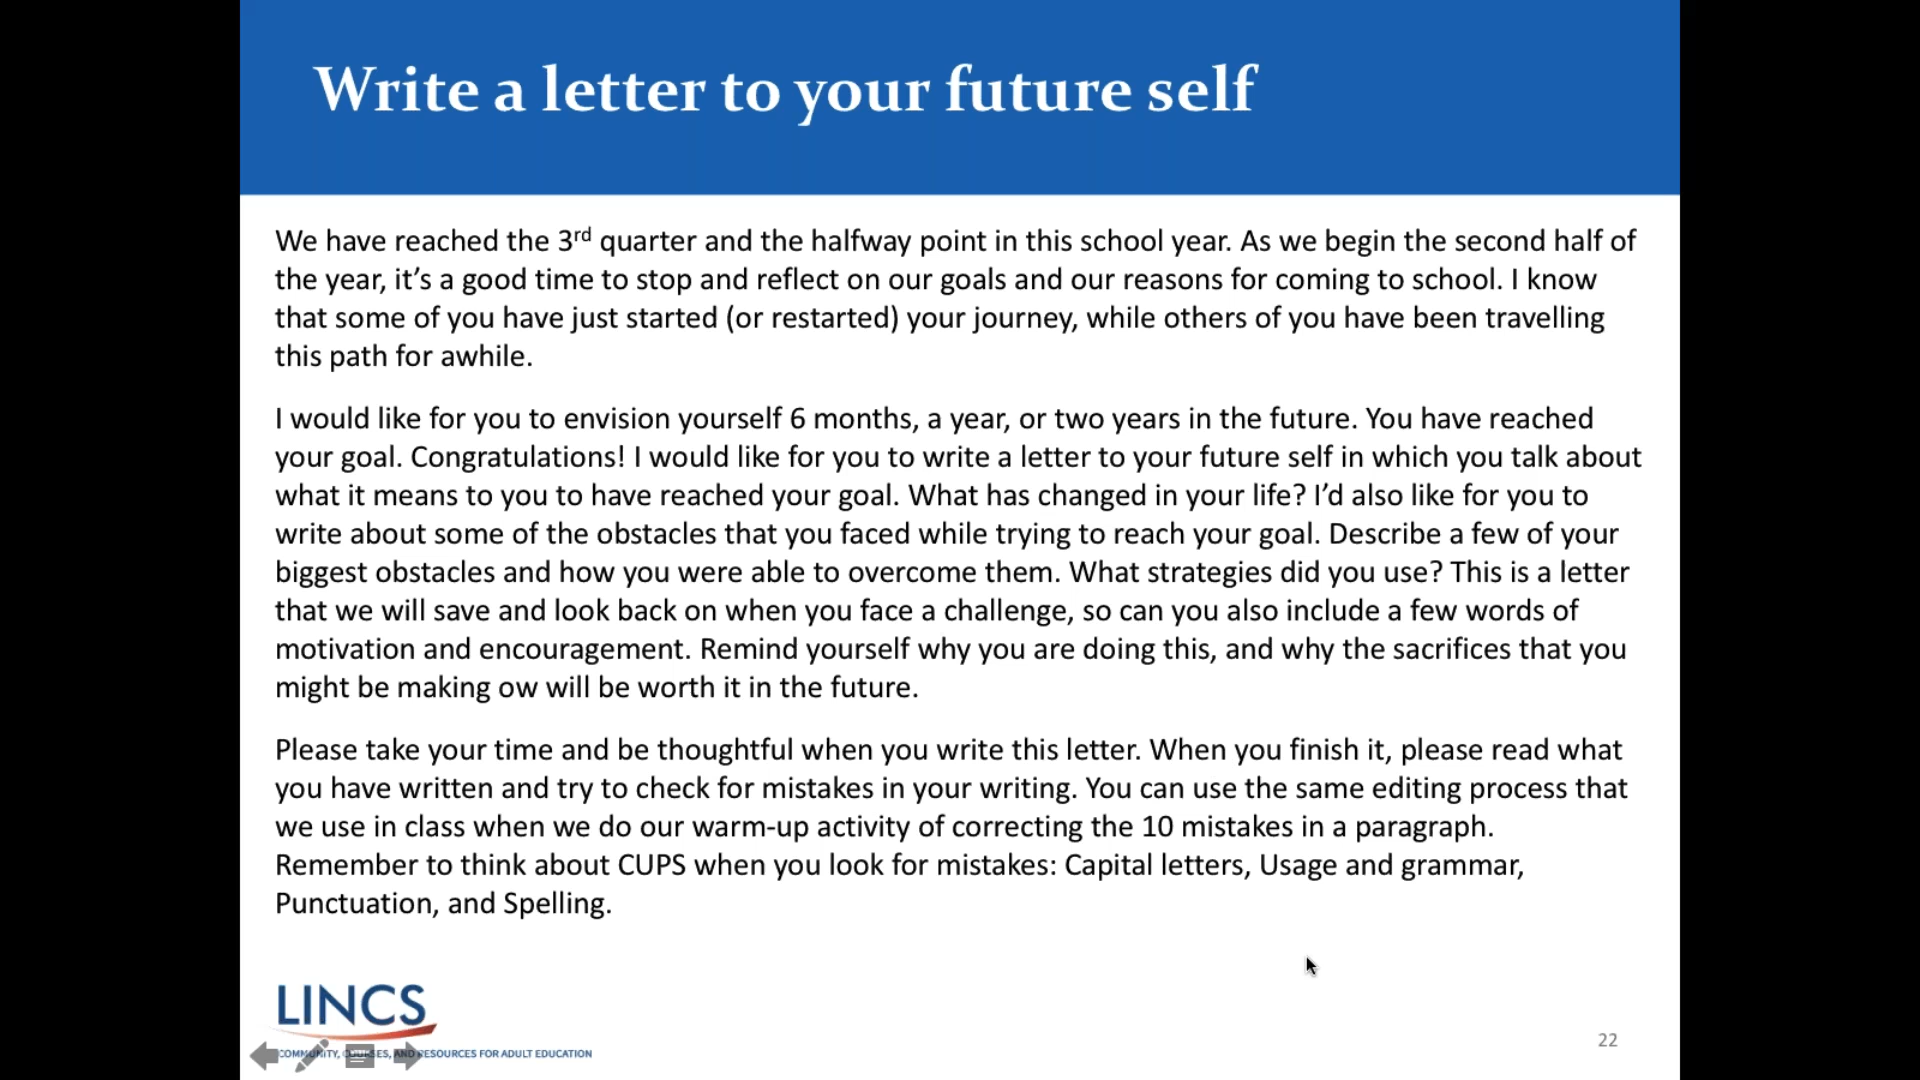 Write a letter to your future self
We have reached the 3rd quarter and the halfway point in this school year. As we begin the second half of
the year, it’s a good time to stop and reflect on our goals and our reasons for coming to school. I know
that some of you have just started (or restarted) your journey, while others of you have been travelling
this path for awhile.
I would like for you to envision yourself 6 months, a year, or two years in the future. You have reached
your goal. Congratulations! I would like for you to write a letter to your future self in which you talk about
what it means to you to have reached your goal. What has changed in your life? I’d also like for you to
write about some of the obstacles that you faced while trying to reach your goal. Describe a few of your
biggest obstacles and how you were able to overcome them. What strategies did you use? This is a letter
that we will save and look back on when you face a challenge, so can you also include a few words of
motivation and encouragement. Remind yourself why you are doing this, and why the sacrifices that you
might be making ow will be worth it in the future.
Please take your time and be thoughtful when you write this letter. When you finish it, please read what
you have written and try to check for mistakes in your writing. You can use the same editing process that
we use in class when we do our warm-up activity of correcting the 10 mistakes in a paragraph.
Remember to think about CUPS when you look for mistakes: Capital letters, Usage and grammar,
Punctuation, and Spelling.
LINCS
COMMUNITY, COURSES, AND RESOURCES FOR ADULT EDUCATION
22